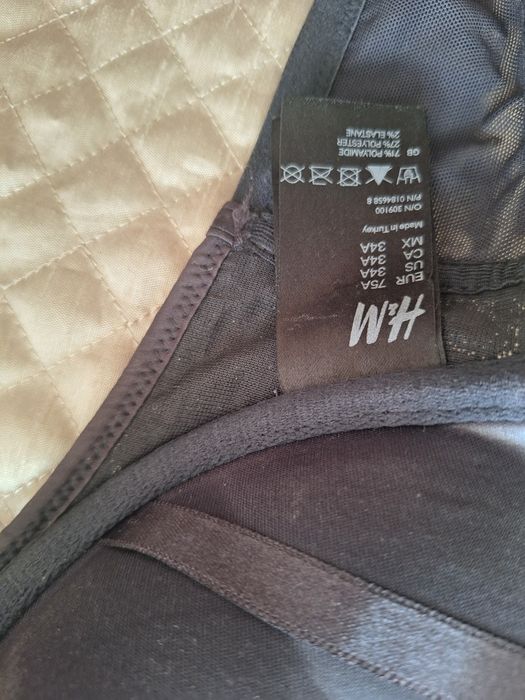 H&M
EUR 75A
US 34A
CA 34A
MX 34A
Made in Turkey
O/N 309100
P/N 0184658 8
GB 71% POLYAMIDE
27% POLYESTER
2% ELASTANE